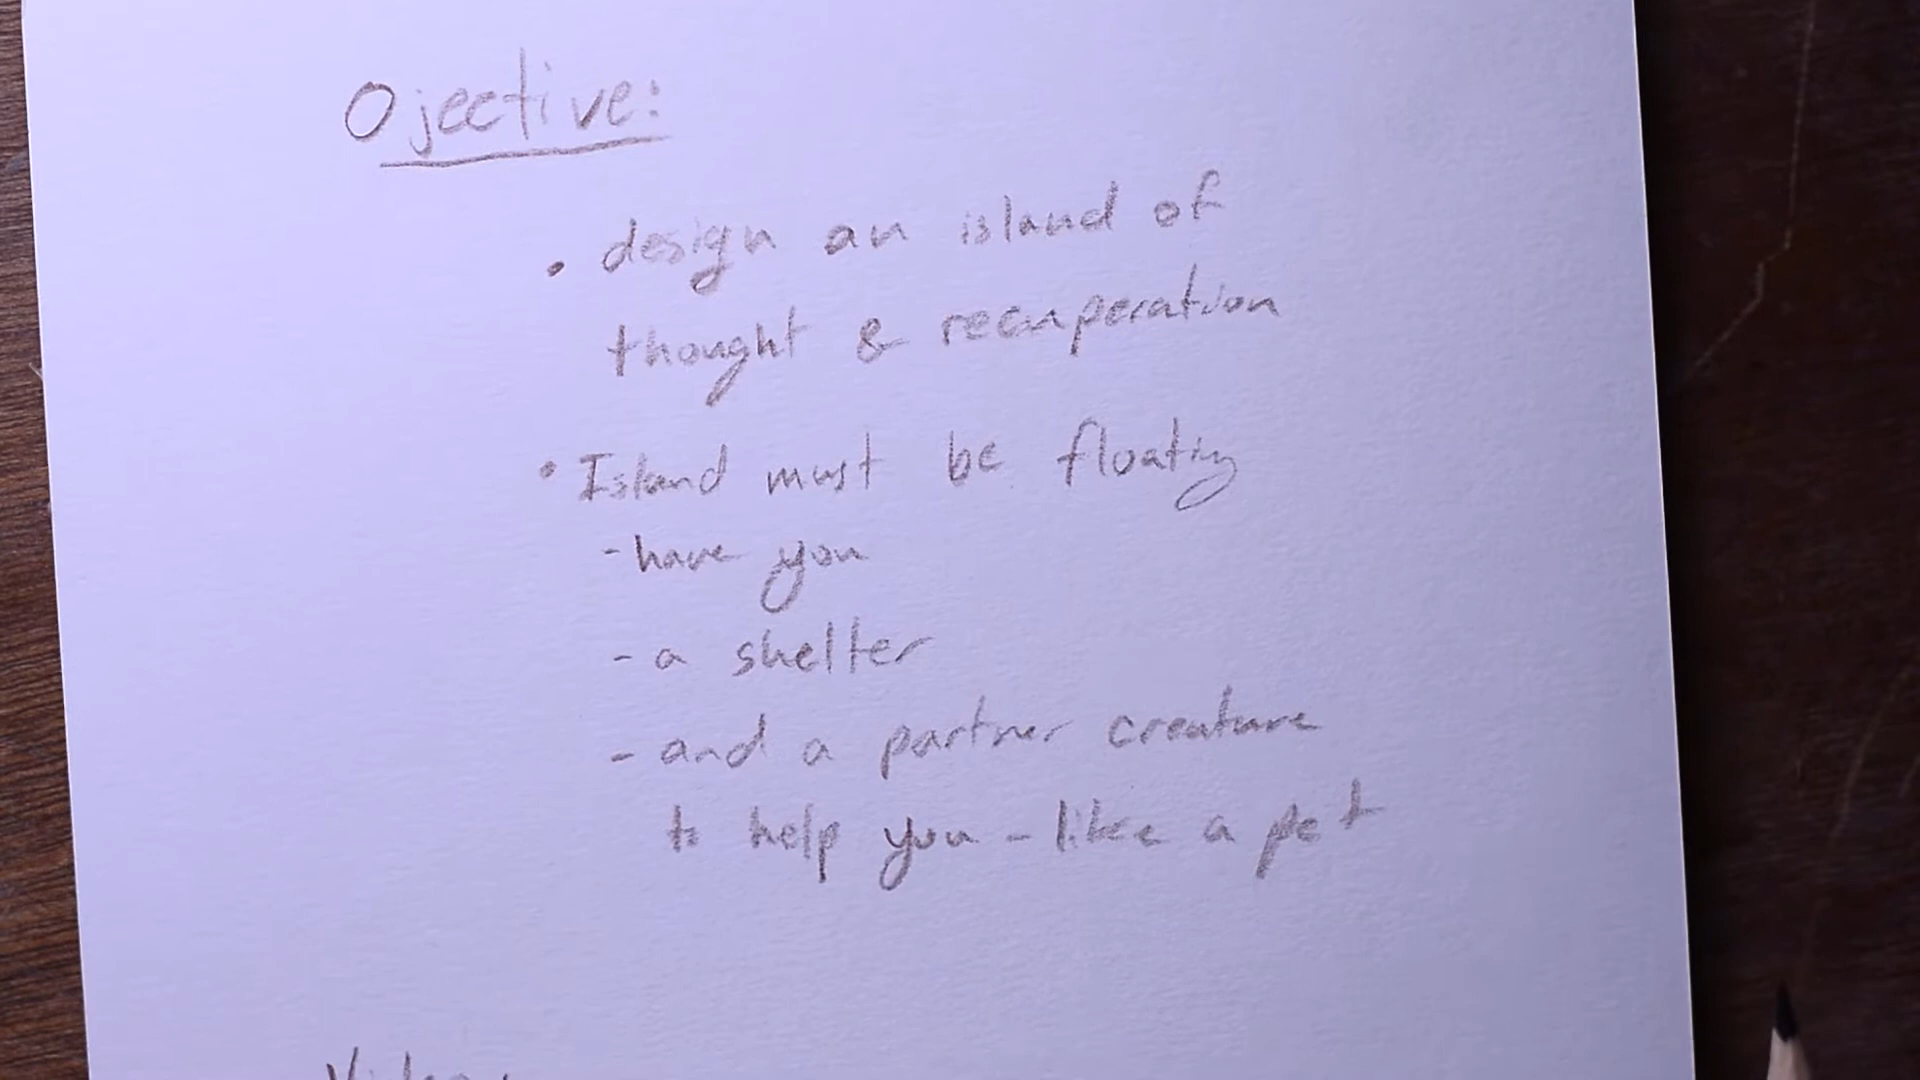 Ojective:
• design an island of
thought & recuperation
• Island must be floating
- have you
- a shelter
- and a partner creature
to help you - like a pet